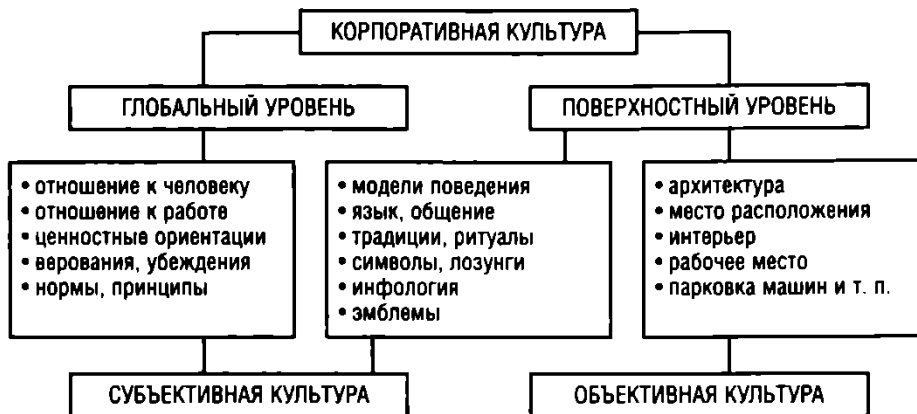 КОРПОРАТИВНАЯ КУЛЬТУРА
ГЛОБАЛЬНЫЙ УРОВЕНЬ
ПОВЕРХНОСТНЫЙ УРОВЕНЬ
• отношение к человеку
• отношение к работе
• ценностные ориентации
• верования, убеждения
• нормы, принципы
• модели поведения
• язык, общение
• традиции, ритуалы
• символы, лозунги
• инфология
• эмблемы
• архитектура
• место расположения
• интерьер
• рабочее место
• парковка машин и т. п.
СУБЪЕКТИВНАЯ КУЛЬТУРА
ОБЪЕКТИВНАЯ КУЛЬТУРА